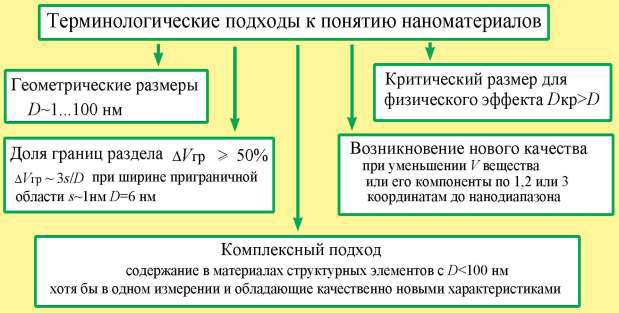 Терминологические подходы к понятию наноматериалов
Геометрические размеры
D~1...100 нм
Критический размер для
физического эффекта Dкр>D
Доля границ раздела ΔVгр ⩾ 50%
ΔVгр ~ 3s/D при ширине приграничной
области s~1нм D=6 нм
Возникновение нового качества
при уменьшении V вещества
или его компоненты по 1,2 или 3
координатам до нанодиапазона
Комплексный подход
содержание в материалах структурных элементов с D<100 нм
хотя бы в одном измерении и обладающие качественно новыми характеристиками